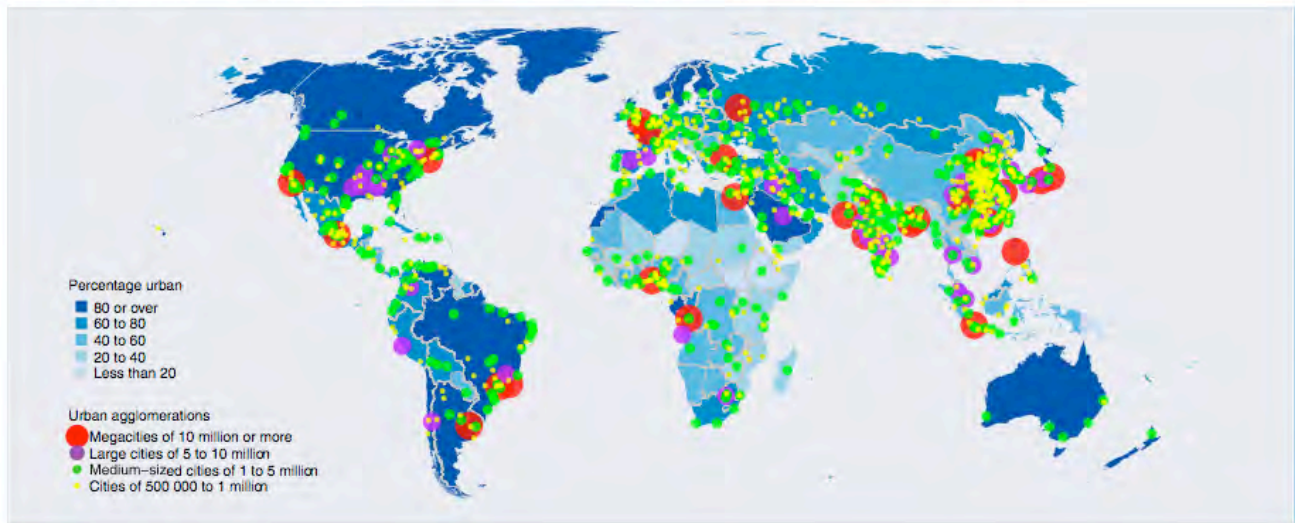 Percentage urban
80 or over
60 to 80
40 to 60
20 to 40
Less than 20
Urban agglomerations
Megacities of 10 million or more
Large cities of 5 to 10 million
Medium−sized cities of 1 to 5 million
Cities of 500 000 to 1 million